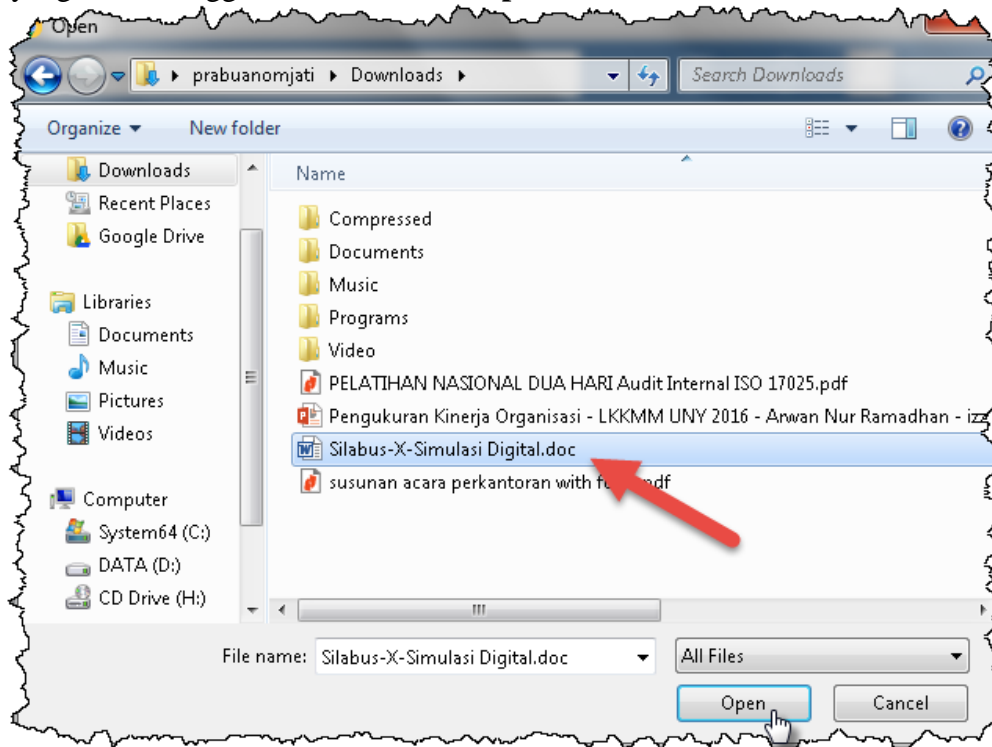 Open
prabuanomjati Downloads
Search Downloads
Organize New folder
Downloads
Recent Places
Google Drive
Libraries
Documents
Music
Pictures
Videos
Computer
System64 (C:)
DATA (D:)
CD Drive (H:)
Name
Compressed
Documents
Music
Programs
Video
PELATIHAN NASIONAL DUA HARI Audit Internal ISO 17025.pdf
Pengukuran Kinerja Organisasi - LKKMM UNY 2016 - Anwan Nur Ramadhan - izz
Silabus-X-Simulasi Digital.doc
susunan acara perkantoran with
File name: Silabus-X-Simulasi Digital.doc All Files
Open Cancel